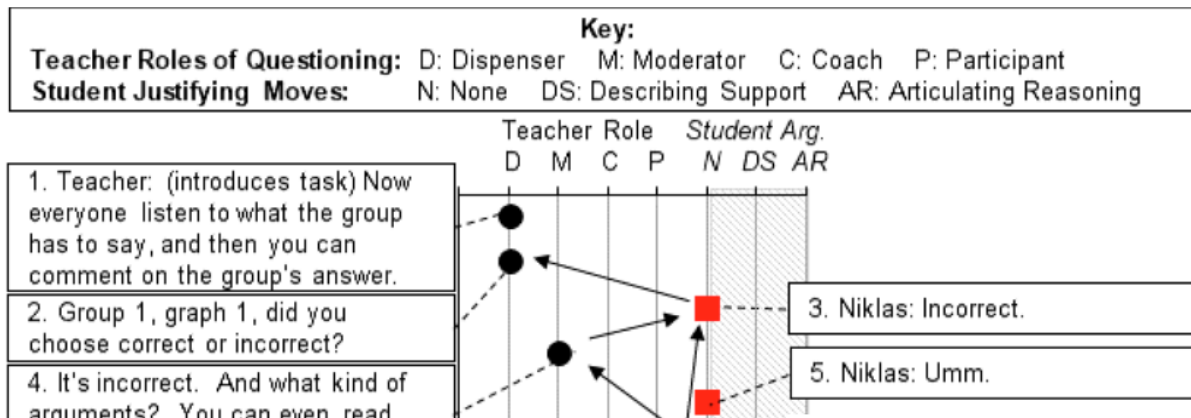 Key:
Teacher Roles of Questioning: D: Dispenser M: Moderator C: Coach P: Participant
Student Justifying Moves: N: None DS: Describing Support AR: Articulating Reasoning
Teacher Role Student Arg.
D M C P N DS AR
1. Teacher: (introduces task) Now
everyone listen to what the group
has to say, and then you can
comment on the group's answer.
2. Group 1, graph 1, did you
choose correct or incorrect?
3. Niklas: Incorrect.
4. It's incorrect. And what kind of
arguments? You can even read
5. Niklas: Umm.